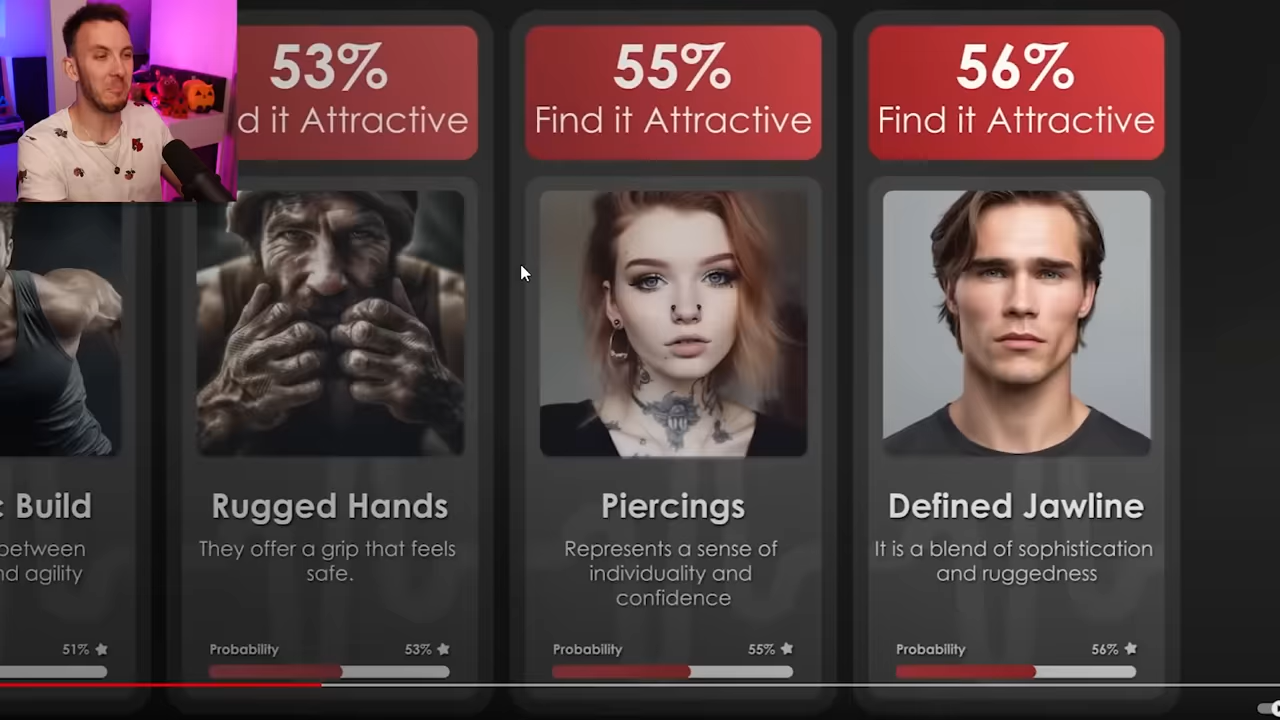 53%
d it Attractive
55%
Find it Attractive
56%
Find it Attractive
c Build
between
nd agility
51%
Rugged Hands
They offer a grip that feels
safe.
Probability 53%
Piercings
Represents a sense of
individuality and
confidence
Probability 55%
Defined Jawline
It is a blend of sophistication
and ruggedness
Probability 56%